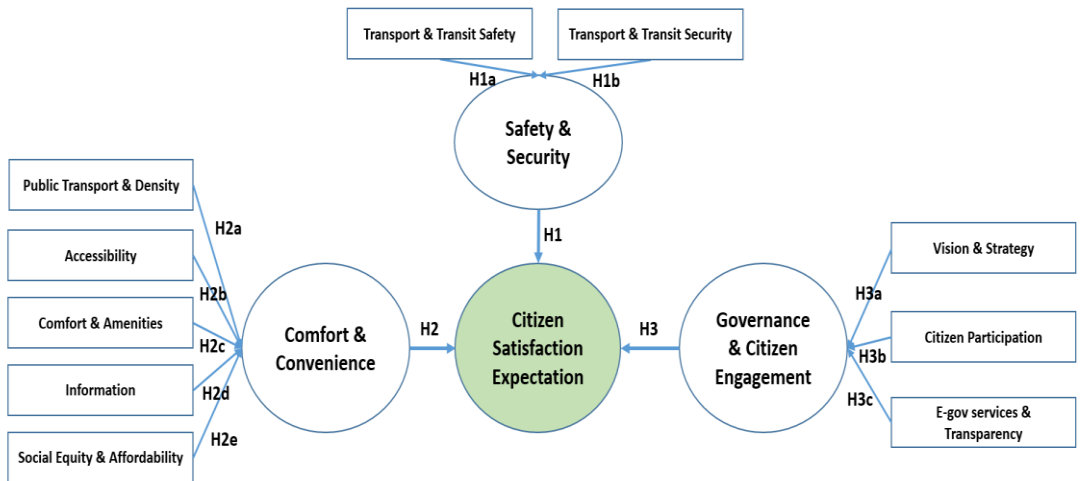 Transport & Transit Safety
Transport & Transit Security
H1a
H1b
Safety &
Security
H1
Public Transport & Density
Accessibility
Comfort & Amenities
Information
Social Equity & Affordability
H2a
H2b
H2c
H2d
H2e
Comfort &
Convenience
H2
Citizen
Satisfaction
Expectation
H3
Governance
& Citizen
Engagement
H3a
H3b
H3c
Vision & Strategy
Citizen Participation
E-gov services &
Transparency